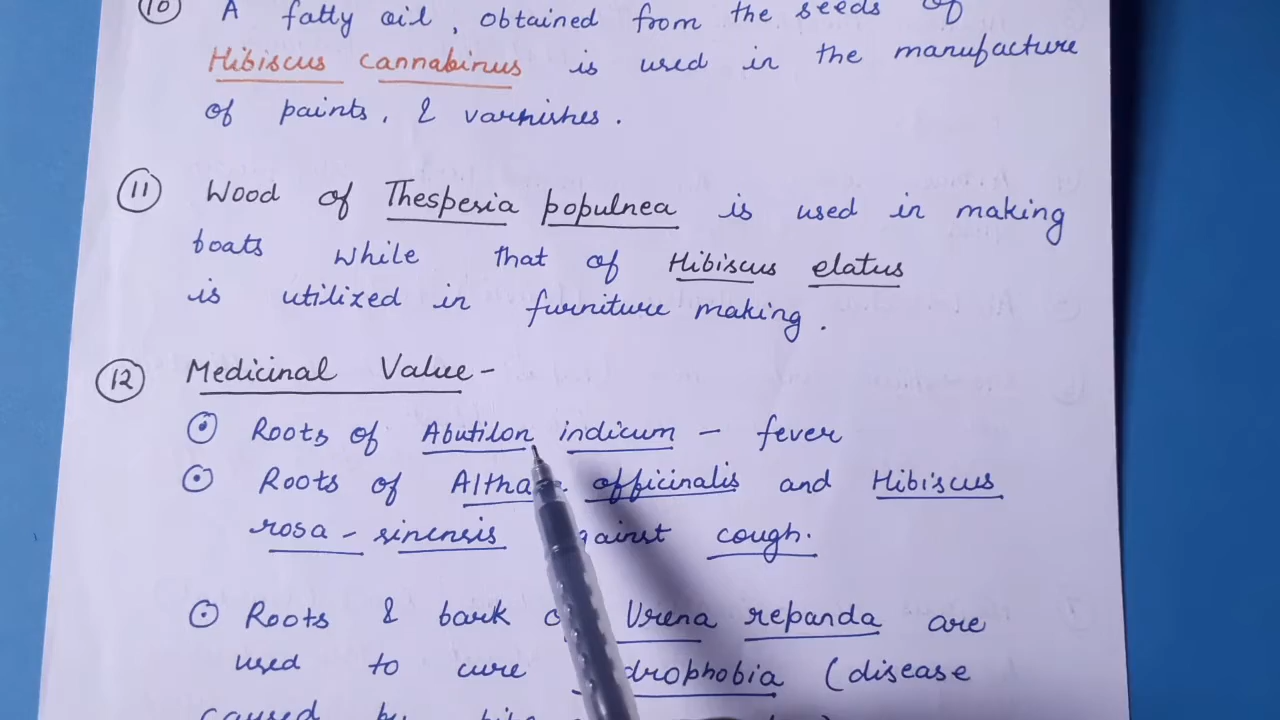 10 A fatty oil, obtained from the seeds of
Hibiscus cannabinus is used in the manufacture
of paints, & varnishes.
11 Wood of Thespesia populnea is used in making
boats while that of Hibiscus elatus
is utilized in furniture making.
12 Medicinal Value-
Roots of Abutilon indicum - fever
Roots of officinalis and Hibiscus
rosa-sinensis cough.
Roots & bark Urena repanda are
used to cure (disease
caused by